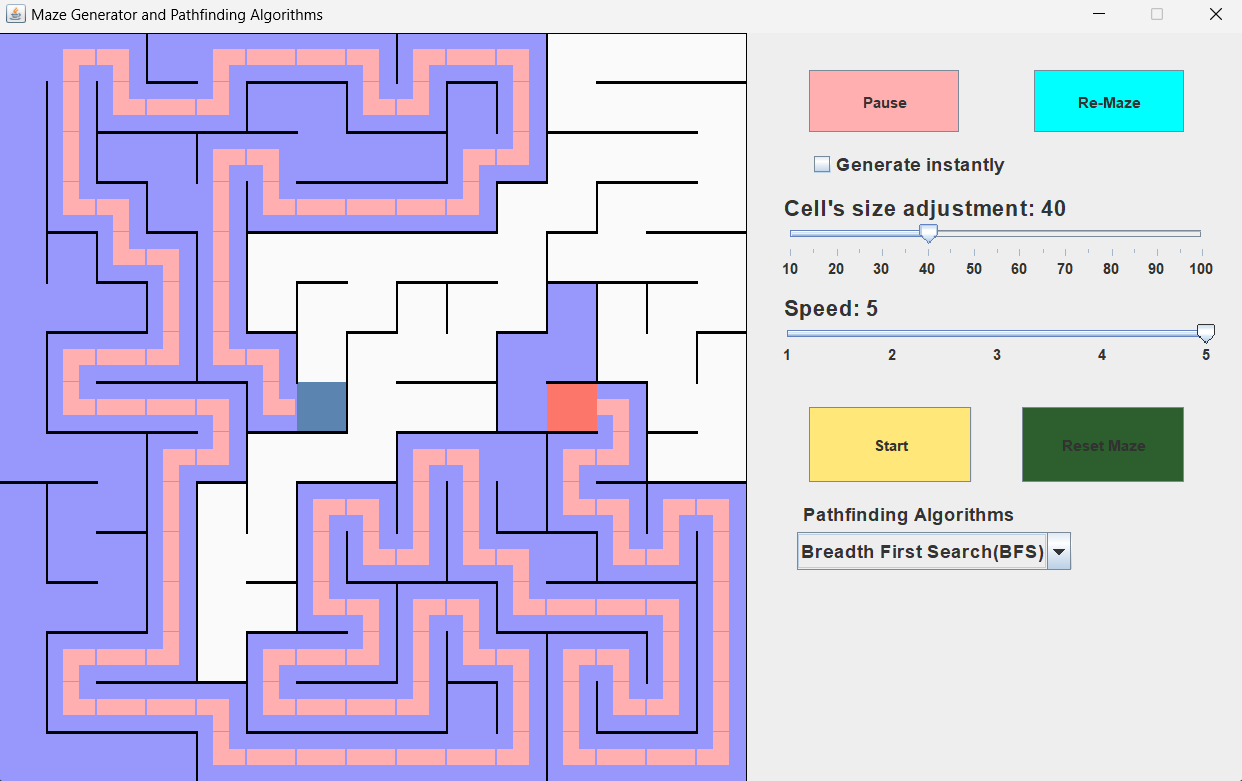 Maze Generator and Pathfinding Algorithms
Pause
Re-Maze
Generate instantly
Cell's size adjustment: 40
10 20 30 40 50 60 70 80 90 100
Speed: 5
1 2 3 4 5
Start
Reset Maze
Pathfinding Algorithms
Breadth First Search(BFS)